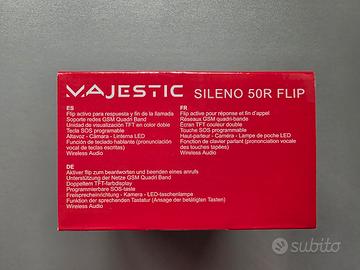 MAJESTIC SILENO 50R FLIP
ES
Flip activo para respuesta y fin de la llamada
Soporte redes GSM Quadri Band
Unidad de visualización TFT en color doble
Tecla SOS programable
Altavoz - Cámara - Linterna LED
Función de teclado hablante (pronunciación
vocal de teclas escritas)
Wireless Audio
FR
Flip activé pour réponse et fin d'appel
Réseaux GSM quadri-bande
Écran TFT couleur double
Touche SOS programmable
Haut-parleur - Caméra - Lampe de poche LED
Fonction de clavier parlant (prononciation vocale
des touches tapées)
Wireless Audio
DE
Aktiver flip zum beantworten und beenden eines anrufs
Unterstützung der Netze GSM Quadri Band
Doppeltem TFT-farbdisplay
Programmierbare SOS-taste
Freisprecheinrichtung - Kamera - LED-taschenlampe
Funktion der sprechenden Tastatur (Ansage der betätigten Tasten)
Wireless Audio
subito